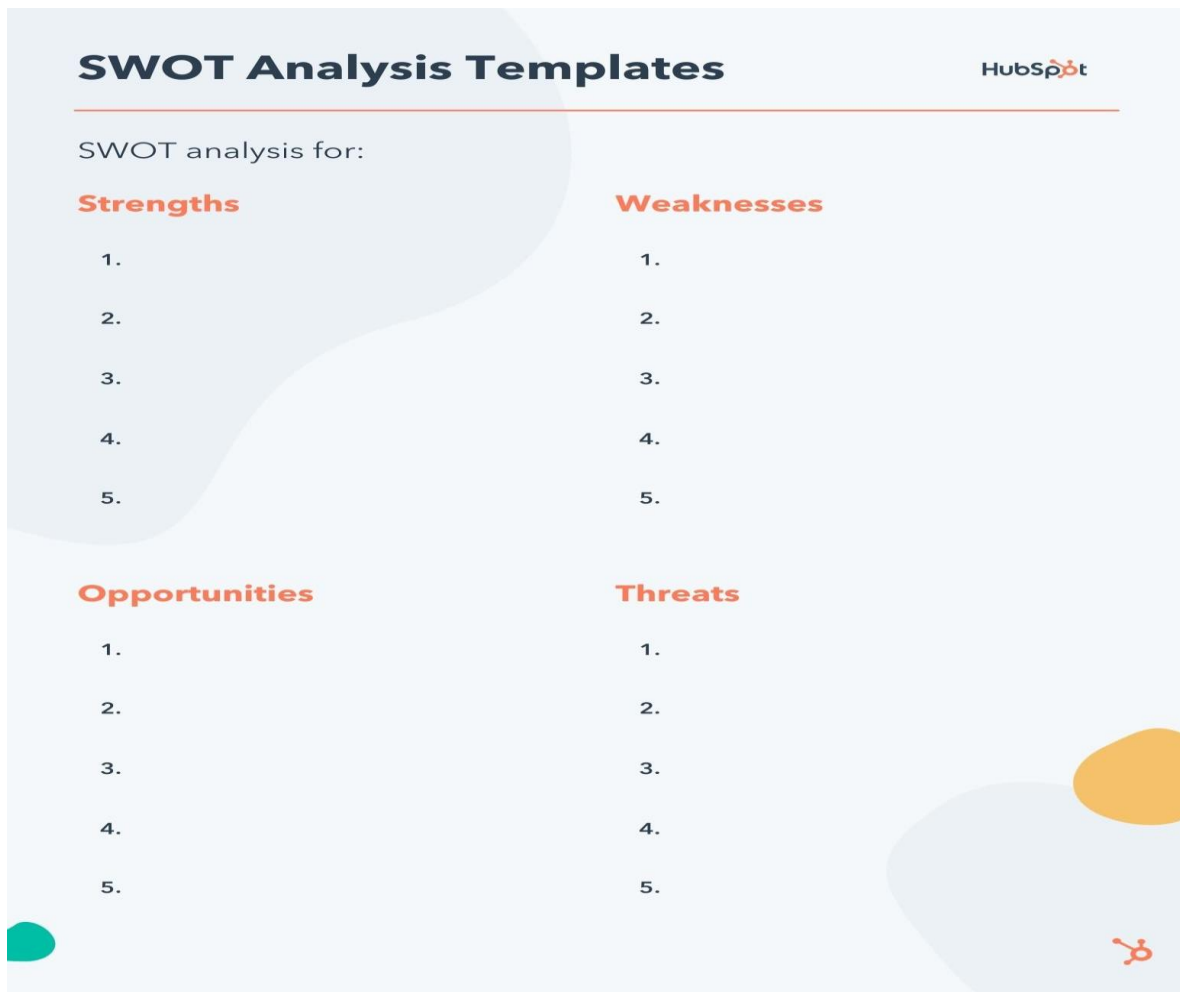 SWOT Analysis Templates
HubSpot
SWOT analysis for:
Strengths
1.
2.
3.
4.
5.
Weaknesses
1.
2.
3.
4.
5.
Opportunities
1.
2.
3.
4.
5.
Threats
1.
2.
3.
4.
5.